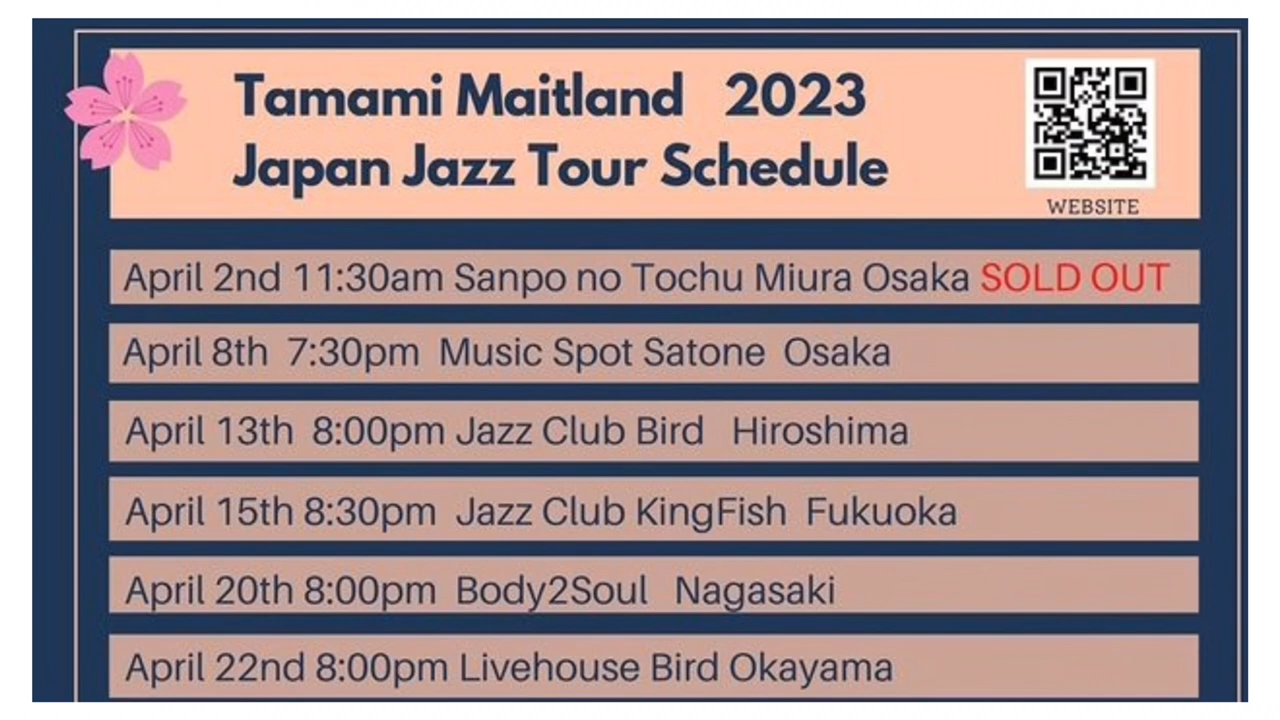 Tamami Maitland 2023
Japan Jazz Tour Schedule
WEBSITE
April 2nd 11:30am Sanpo no Tochu Miura Osaka SOLD OUT
April 8th 7:30pm Music Spot Satone Osaka
April 13th 8:00pm Jazz Club Bird Hiroshima
April 15th 8:30pm Jazz Club KingFish Fukuoka
April 20th 8:00pm Body2Soul Nagasaki
April 22nd 8:00pm Livehouse Bird Okayama